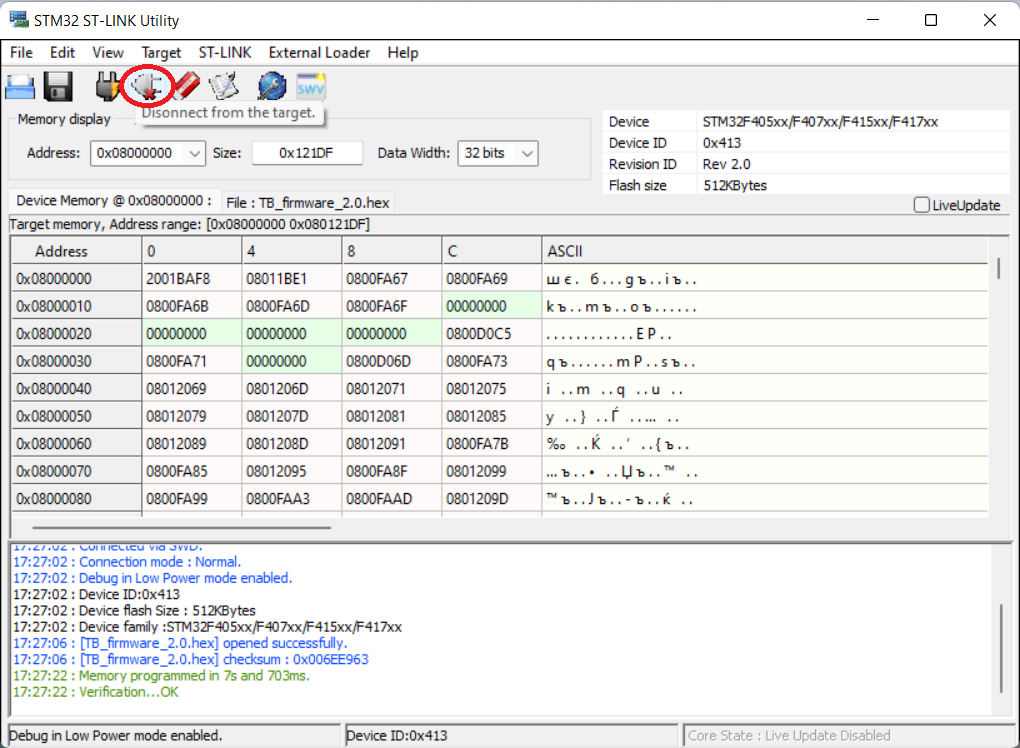 STM32 ST-LINK Utility
File Edit View Target ST-LINK External Loader Help
SWV
Disonnect from the target.
Memory display
Address: 0x08000000 Size: 0x121DF Data Width: 32 bits
Device STM32F405xx/F407xx/F415xx/F417xx
Device ID 0x413
Revision ID Rev 2.0
Flash size 512KBytes
Device Memory @ 0x08000000 : File : TB_firmware_2.0.hex
LiveUpdate
Target memory, Address range: [0x08000000 0x080121DF]
Address 0 4 8 C ASCII
0x08000000 2001BAF8 08011BE1 0800FA67 0800FA69 шє. б...gъ..iъ..
0x08000010 0800FA6B 0800FA6D 0800FA6F 00000000 kъ..mъ..oъ......
0x08000020 00000000 00000000 00000000 0800D0C5 ............ЕР..
0x08000030 0800FA71 00000000 0800D06D 0800FA73 qъ......mР..sъ..
0x08000040 08012069 0801206D 08012071 08012075 i ..m ..q ..u ..
0x08000050 08012079 0801207D 08012081 08012085 y ..} ..Ѓ ..… ..
0x08000060 08012089 0801208D 08012091 0800FA7B ‰ ..Ќ ..‘ ..{ъ..
0x08000070 0800FA85 08012095 0800FA8F 08012099 …ъ..• ..Џъ..™ ..
0x08000080 0800FA99 0800FAA3 0800FAAD 0801209D ™ъ..Јъ..-ъ..ќ ..
17:27:02 : Connected via SWD.
17:27:02 : Connection mode : Normal.
17:27:02 : Debug in Low Power mode enabled.
17:27:02 : Device ID:0x413
17:27:02 : Device flash Size : 512KBytes
17:27:02 : Device family :STM32F405xx/F407xx/F415xx/F417xx
17:27:06 : [TB_firmware_2.0.hex] opened successfully.
17:27:06 : [TB_firmware_2.0.hex] checksum : 0x006EE963
17:27:22 : Memory programmed in 7s and 703ms.
17:27:22 : Verification...OK
Debug in Low Power mode enabled. Device ID:0x413 Core State : Live Update Disabled